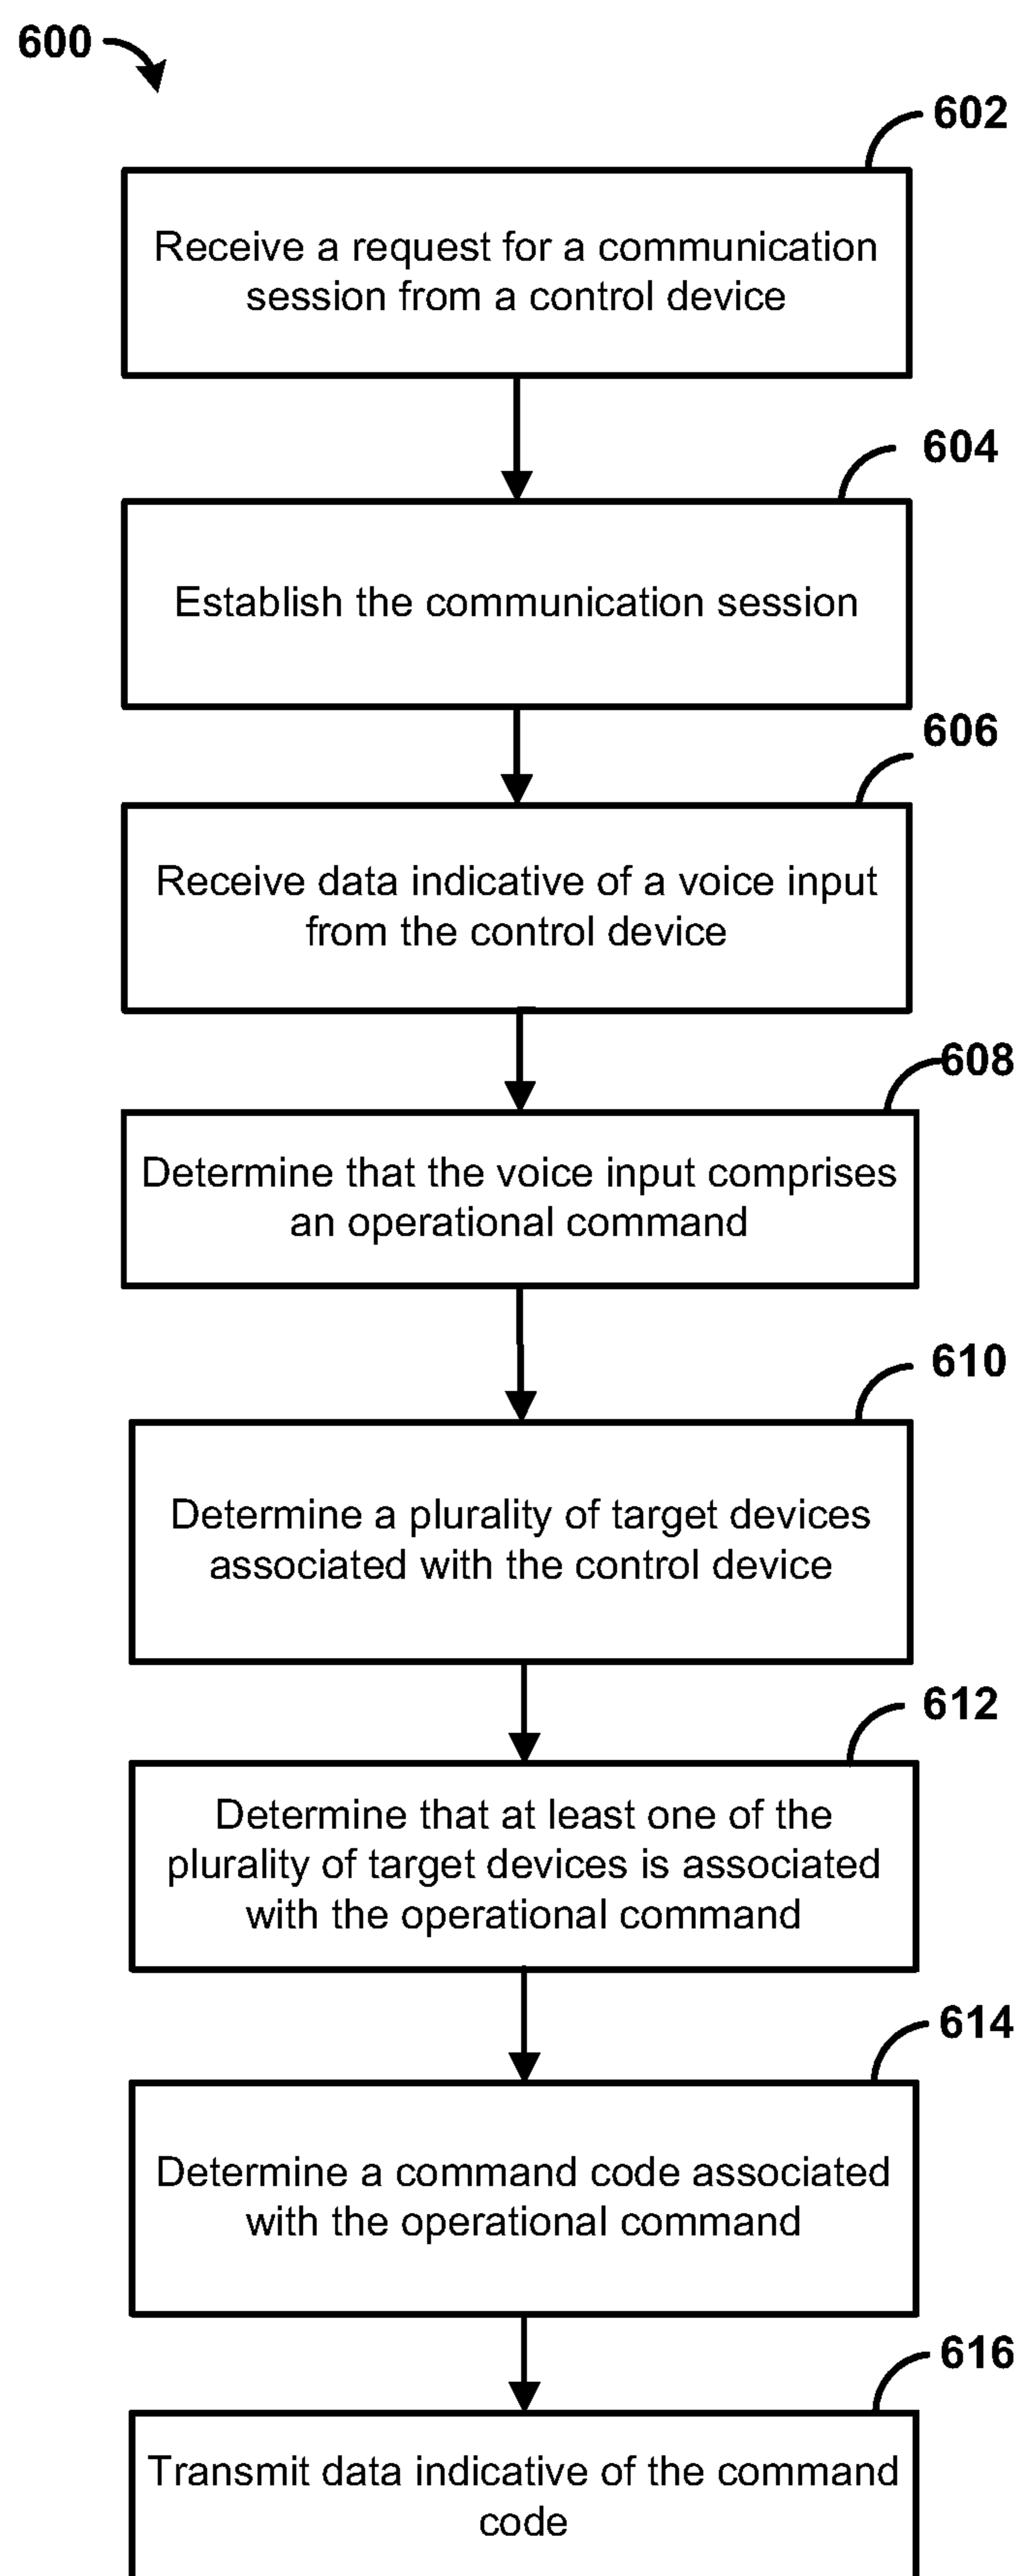 600
602
Receive a request for a communication
session from a control device
604
Establish the communication session
606
Receive data indicative of a voice input
from the control device
608
Determine that the voice input comprises
an operational command
610
Determine a plurality of target devices
associated with the control device
612
Determine that at least one of the
plurality of target devices is associated
with the operational command
614
Determine a command code associated
with the operational command
616
Transmit data indicative of the command
code